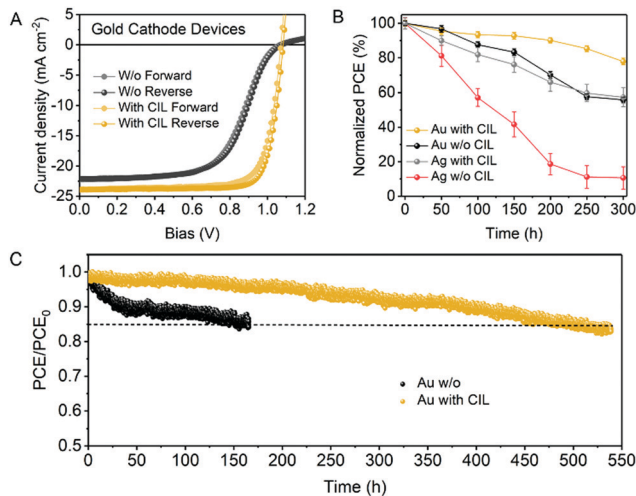 A
Gold Cathode Devices
Current density (mA cm⁻²)
5
0
-5
-10
-15
-20
-25
W/o Forward
W/o Reverse
With CIL Forward
With CIL Reverse
0.0 0.2 0.4 0.6 0.8 1.0 1.2
Bias (V)
B
Normalized PCE (%)
100
80
60
40
20
0
Au with CIL
Au w/o CIL
Ag with CIL
Ag w/o CIL
0 50 100 150 200 250 300
Time (h)
C
PCE/PCE₀
1.0
0.9
0.8
0.7
0.6
0.5
Au w/o
Au with CIL
0 50 100 150 200 250 300 350 400 450 500 550
Time (h)